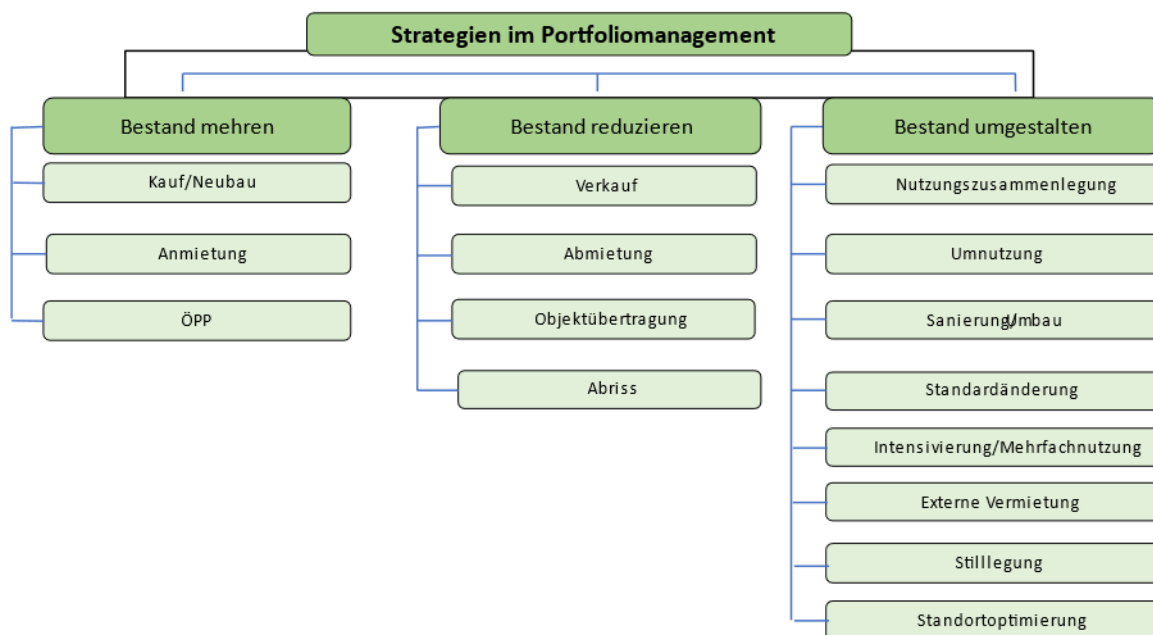 Strategien im Portfoliomanagement
Bestand mehren
Kauf/Neubau
Anmietung
ÖPP
Bestand reduzieren
Verkauf
Abmietung
Objektübertragung
Abriss
Bestand umgestalten
Nutzungszusammenlegung
Umnutzung
Sanierung/Umbau
Standardänderung
Intensivierung/Mehrfachnutzung
Externe Vermietung
Stilllegung
Standortoptimierung